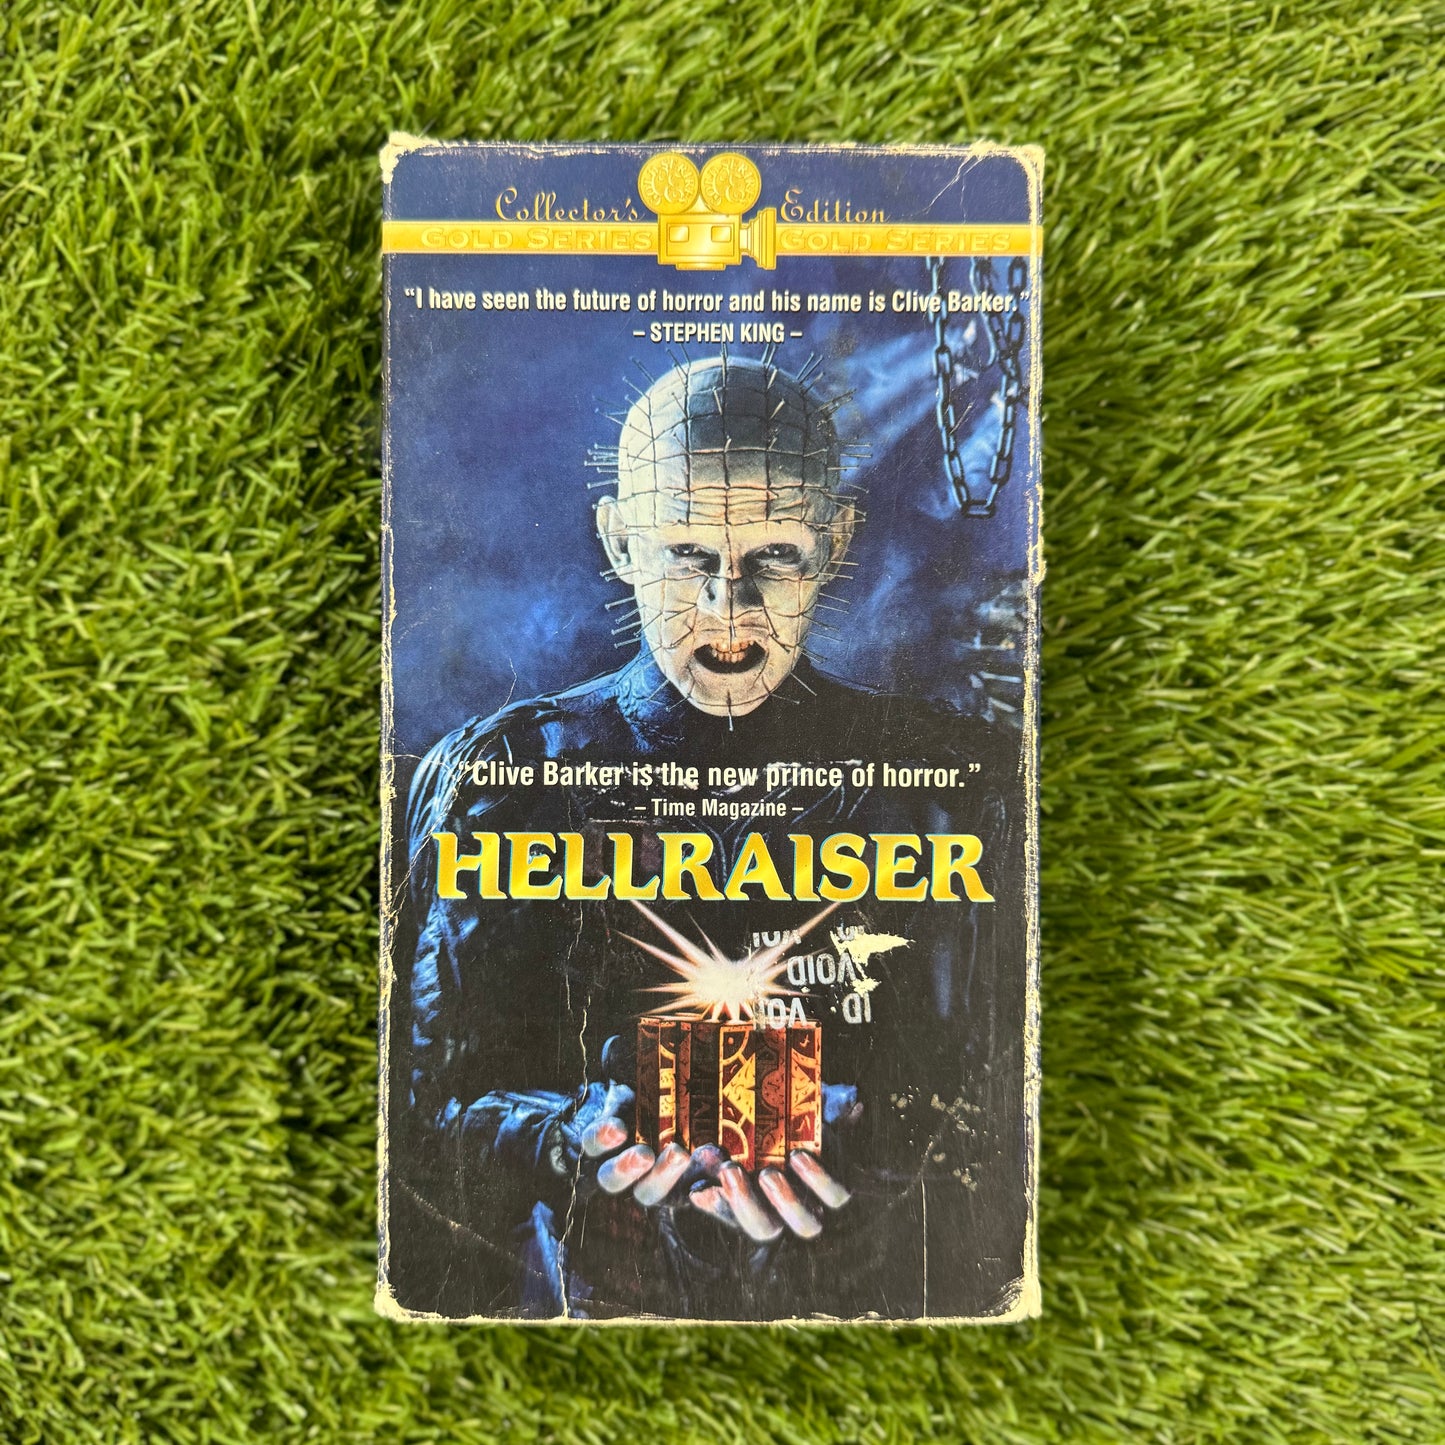 Collector's Edition
GOLD SERIES GOLD SERIES
"I have seen the future of horror and his name is Clive Barker."
– STEPHEN KING –
"Clive Barker is the new prince of horror."
– Time Magazine –
HELLRAISER
VOID